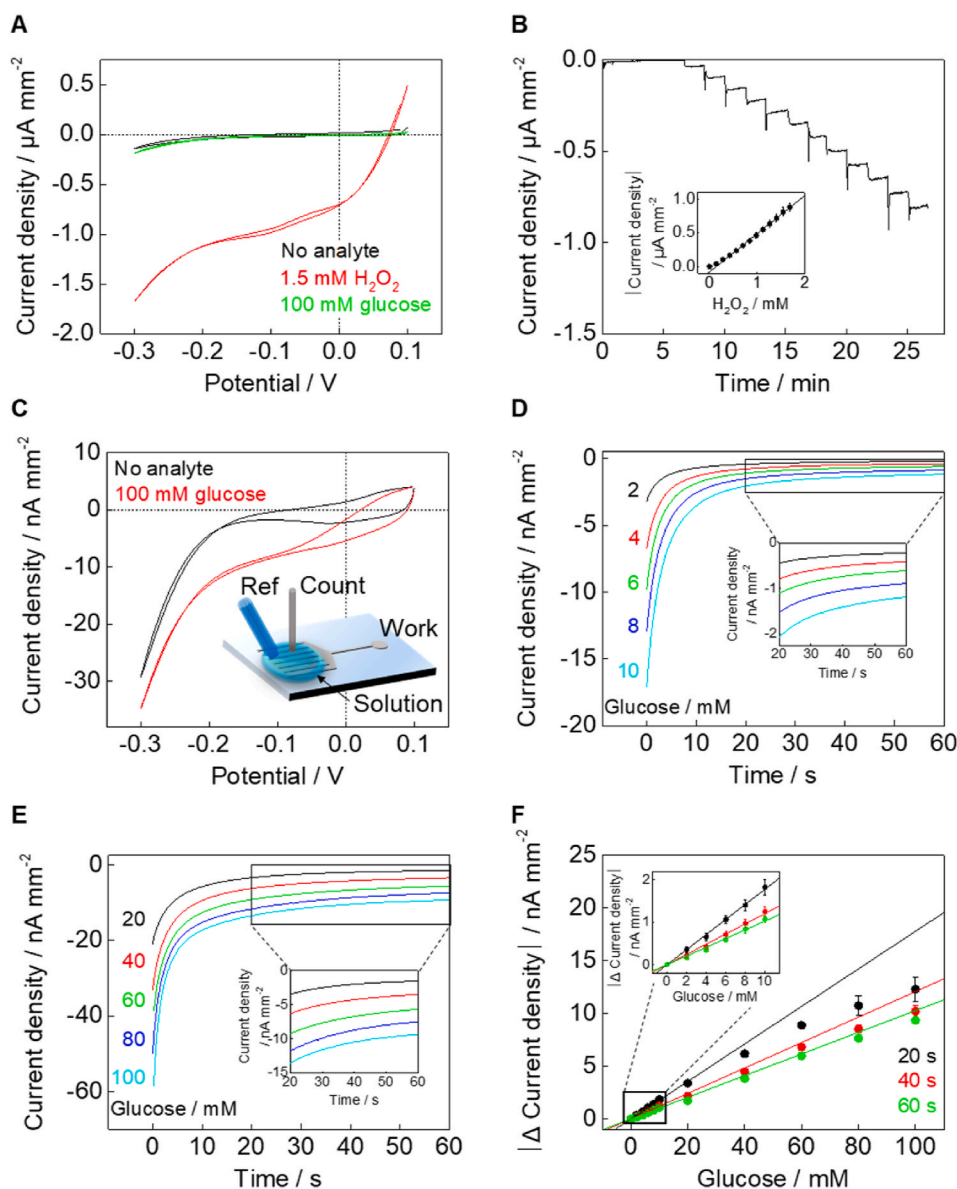 A
Current density / µA mm⁻²
0.5
0.0
-0.5
-1.0
-1.5
-2.0
No analyte
1.5 mM H₂O₂
100 mM glucose
-0.3 -0.2 -0.1 0.0 0.1
Potential / V
B
Current density / µA mm⁻²
0.0
-0.5
-1.0
-1.5
|Current density|
/ µA mm⁻²
1.0
0.5
0.0
0 1 2
H₂O₂ / mM
0 5 10 15 20 25
Time / min
C
Current density / nA mm⁻²
10
0
-10
-20
-30
No analyte
100 mM glucose
Ref Count
Work
Solution
-0.3 -0.2 -0.1 0.0 0.1
Potential / V
D
Current density / nA mm⁻²
0
-5
-10
-15
-20
2
4
6
8
10
Glucose / mM
Current density
/ nA mm⁻²
0
-1
-2
20 30 40 50 60
Time / s
0 10 20 30 40 50 60
Time / s
E
Current density / nA mm⁻²
0
-20
-40
-60
20
40
60
80
100
Glucose / mM
Current density
/ nA mm⁻²
0
-5
-10
-15
20 30 40 50 60
Time / s
0 10 20 30 40 50 60
Time / s
F
|Δ Current density| / nA mm⁻²
25
20
15
10
5
0
|Δ Current density|
/ nA mm⁻²
2
1
0
0 2 4 6 8 10
Glucose / mM
20 s
40 s
60 s
0 20 40 60 80 100
Glucose / mM